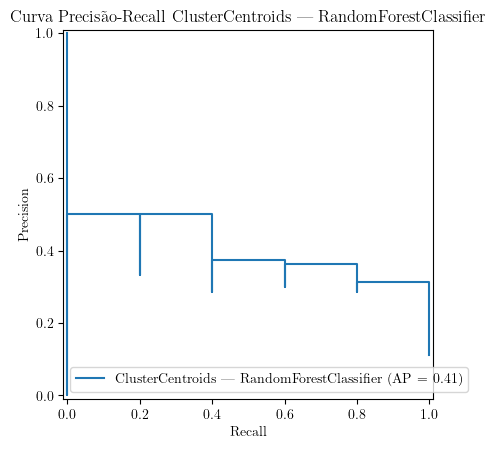 Curva Precisão-Recall ClusterCentroids — RandomForestClassifier
1.0
0.8
0.6
0.4
0.2
0.0
Precision
ClusterCentroids — RandomForestClassifier (AP = 0.41)
0.0 0.2 0.4 0.6 0.8 1.0
Recall